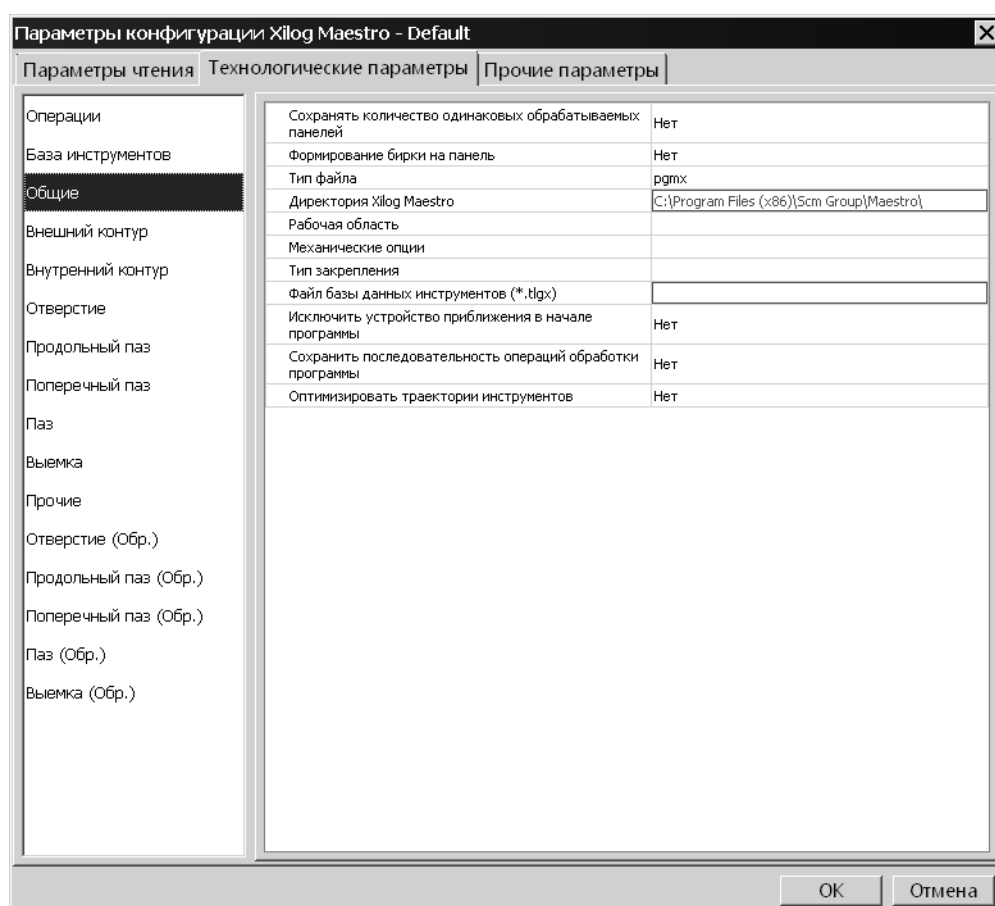 Параметры конфигурации Xilog Maestro - Default
Параметры чтения
Технологические параметры
Прочие параметры
Операции
База инструментов
Общие
Внешний контур
Внутренний контур
Отверстие
Продольный паз
Поперечный паз
Паз
Выемка
Прочие
Отверстие (Обр.)
Продольный паз (Обр.)
Поперечный паз (Обр.)
Паз (Обр.)
Выемка (Обр.)
Сохранять количество одинаковых обрабатываемых
панелей
Нет
Формирование бирки на панель
Нет
Тип файла
pgmx
Директория Xilog Maestro
C:\Program Files (x86)\Scm Group\Maestro\
Рабочая область
Механические опции
Тип закрепления
Файл базы данных инструментов (*.tlgx)
Исключить устройство приближения в начале
программы
Нет
Сохранить последовательность операций обработки
программы
Нет
Оптимизировать траектории инструментов
Нет
OK
Отмена